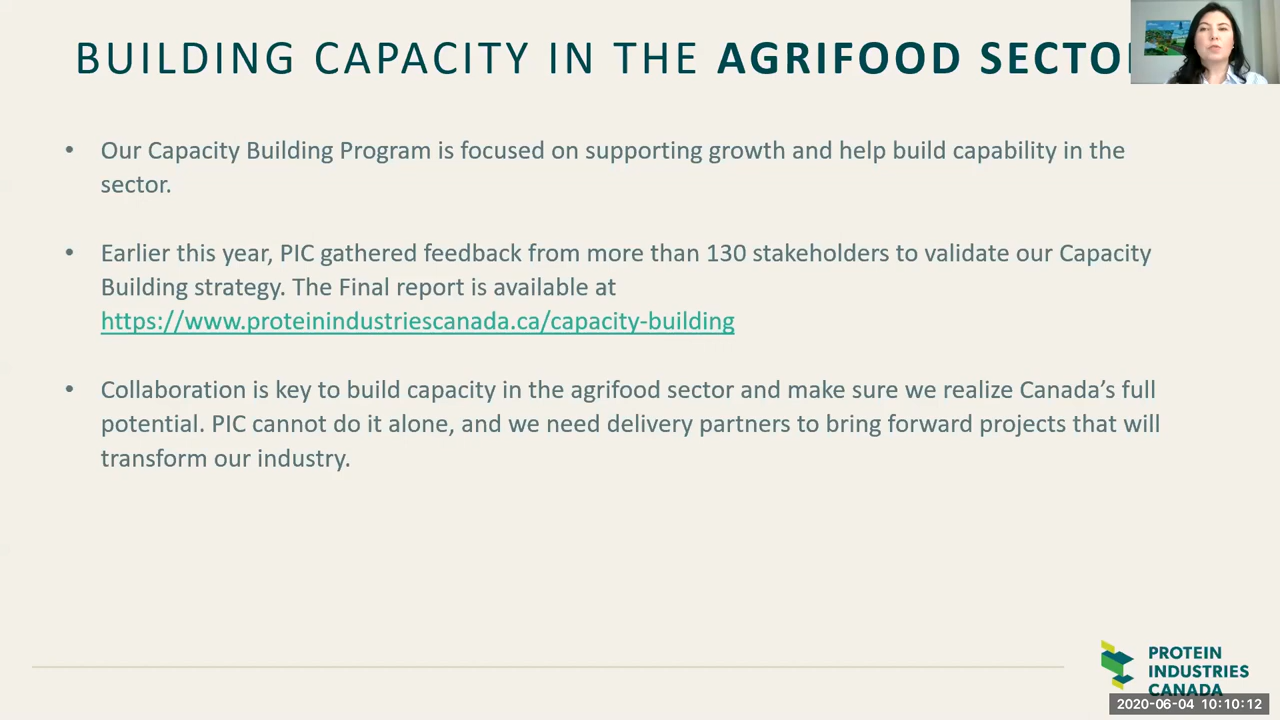 BUILDING CAPACITY IN THE AGRIFOOD SECTO
• Our Capacity Building Program is focused on supporting growth and help build capability in the
sector.
• Earlier this year, PIC gathered feedback from more than 130 stakeholders to validate our Capacity
Building strategy. The Final report is available at
https://www.proteinindustriescanada.ca/capacity-building
• Collaboration is key to build capacity in the agrifood sector and make sure we realize Canada’s full
potential. PIC cannot do it alone, and we need delivery partners to bring forward projects that will
transform our industry.
PROTEIN
INDUSTRIES
CANADA
2020-06-04 10:10:12